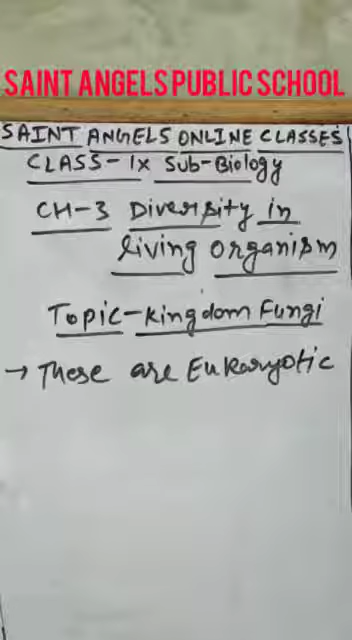 SAINT ANGELS PUBLIC SCHOOL
SAINT ANGELS ONLINE CLASSES
CLASS-IX Sub-Biology
CH-3 Diversity in
living organism
Topic-kingdom Fungi
→ These are Eukaryotic